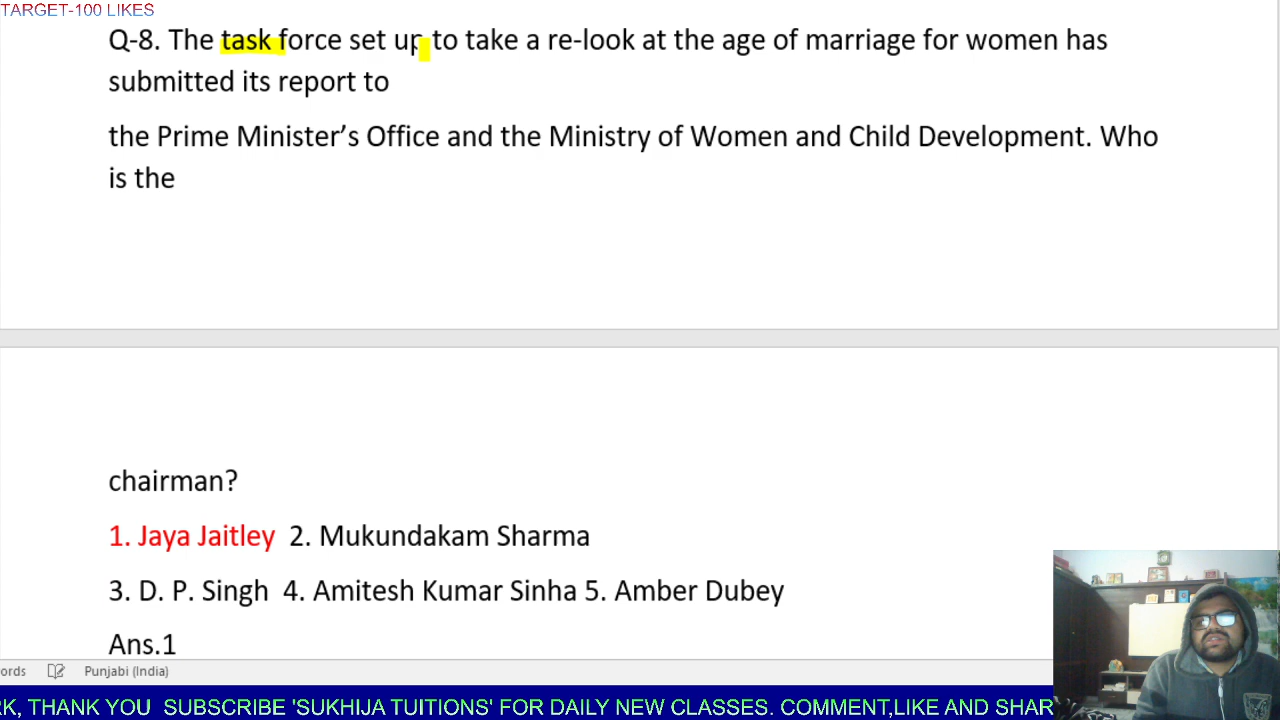 TARGET-100 LIKES
Q-8. The task force set up to take a re-look at the age of marriage for women has
submitted its report to
the Prime Minister’s Office and the Ministry of Women and Child Development. Who
is the
chairman?
1. Jaya Jaitley 2. Mukundakam Sharma
3. D. P. Singh 4. Amitesh Kumar Sinha 5. Amber Dubey
Ans.1
ords Punjabi (India)
RK, THANK YOU SUBSCRIBE 'SUKHIJA TUITIONS' FOR DAILY NEW CLASSES. COMMENT,LIKE AND SHAR